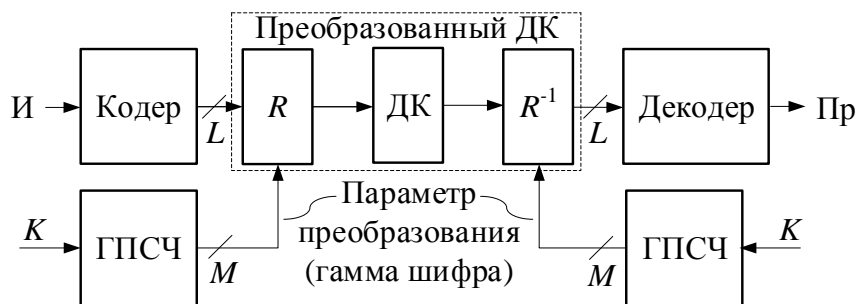 Преобразованный ДК
И
Кодер
L
R
ДК
R⁻¹
L
Декодер
Пр
K
ГПСЧ
M
Параметр
преобразования
(гамма шифра)
M
ГПСЧ
K